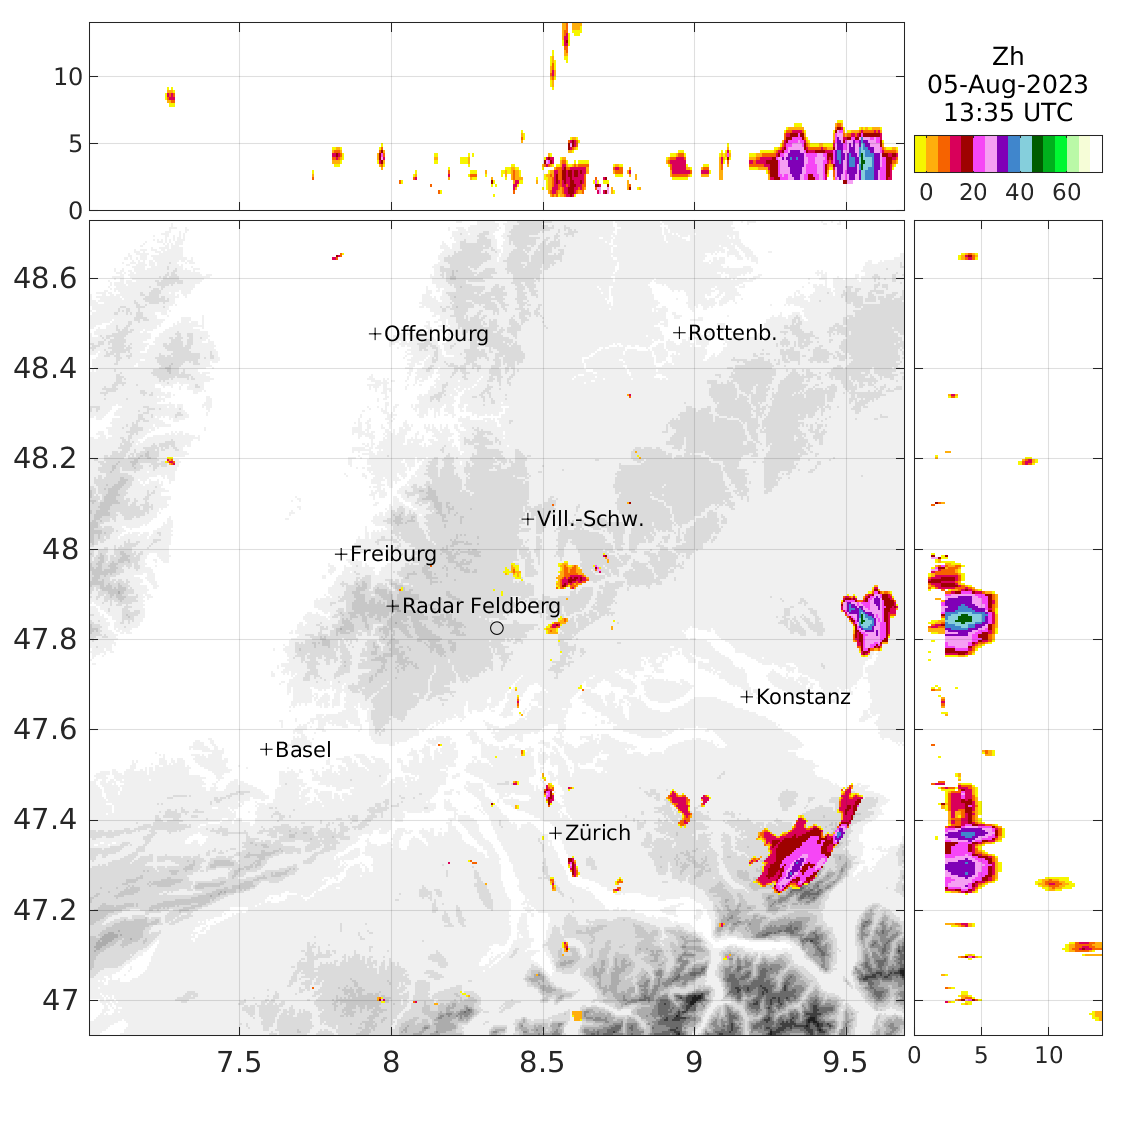 Zh
05-Aug-2023
13:35 UTC
0 20 40 60
10
5
0
48.6
48.4
48.2
48
47.8
47.6
47.4
47.2
47
+Offenburg
+Rottenb.
+Vill.-Schw.
+Freiburg
+Radar Feldberg
+Konstanz
+Basel
+Zürich
7.5 8 8.5 9 9.5
0 5 10